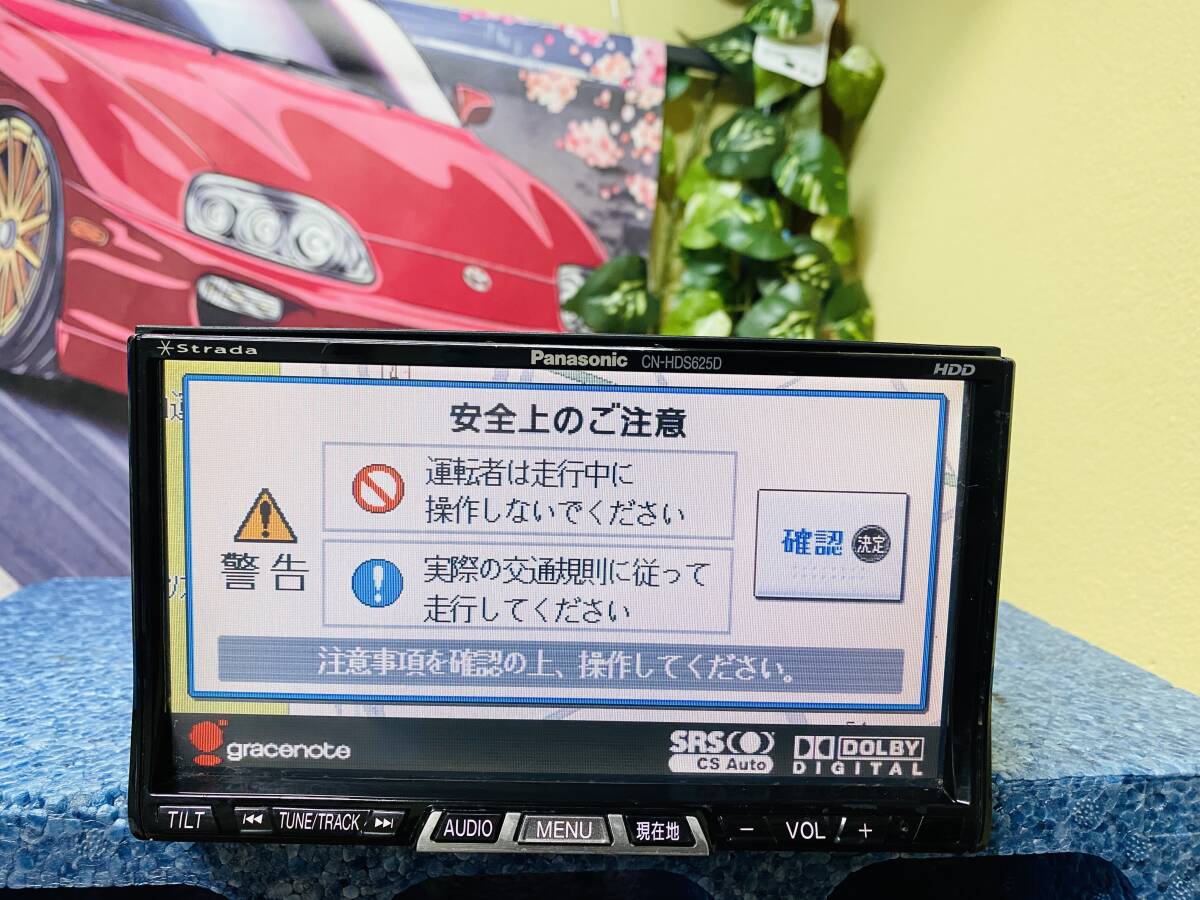 Strada
Panasonic CN-HDS625D
HDD
安全上のご注意
運転者は走行中に
操作しないでください
警告
実際の交通規則に従って
走行してください
確認 決定
注意事項を確認の上、操作してください。
gracenote
SRS
CS Auto
DOLBY
DIGITAL
TILT
TUNE/TRACK
AUDIO
MENU
現在地
− VOL +